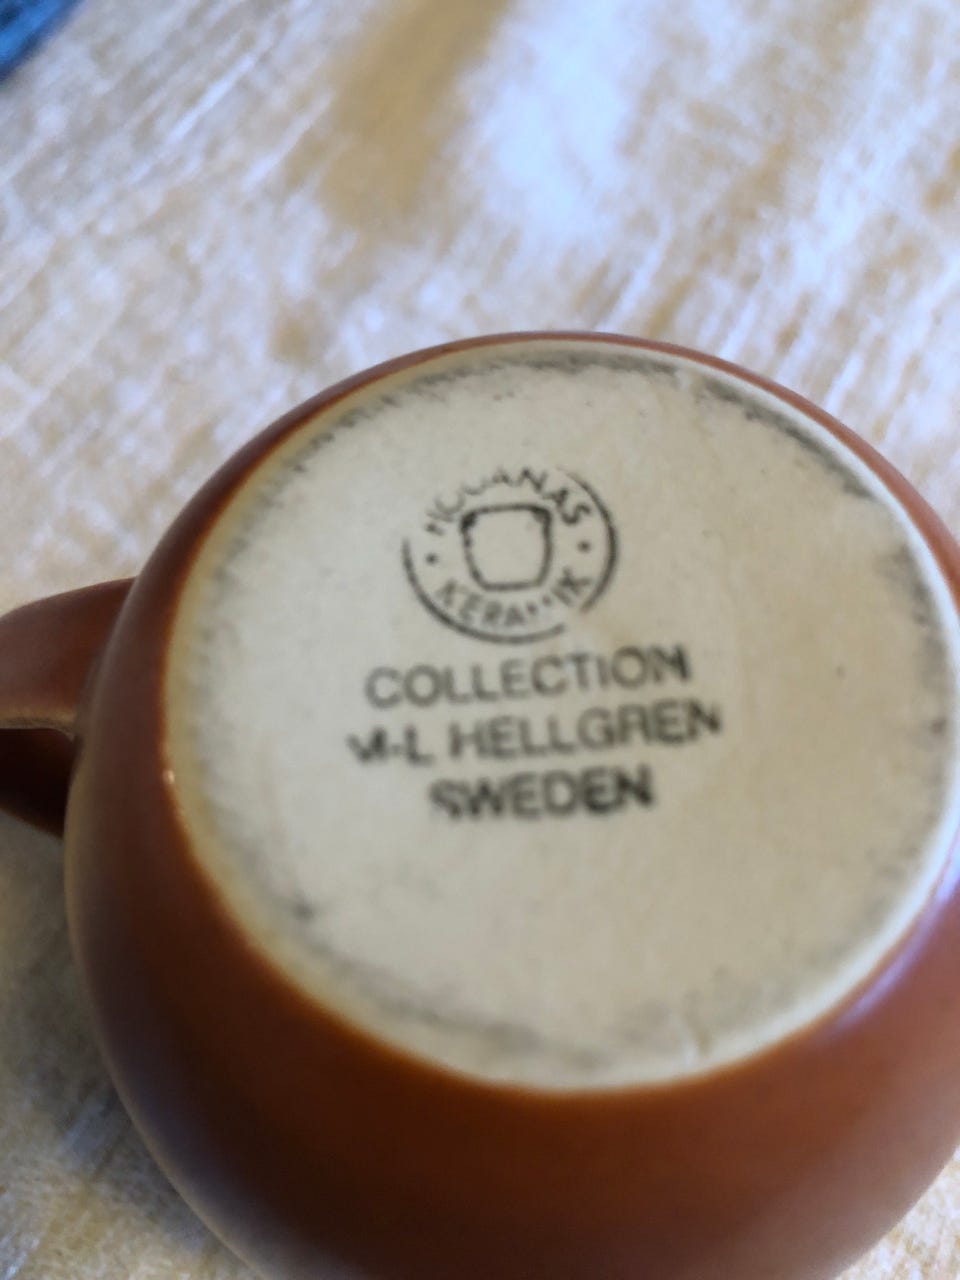 HÖGANÄS
KERAMIK
COLLECTION
M-L HELLGREN
SWEDEN